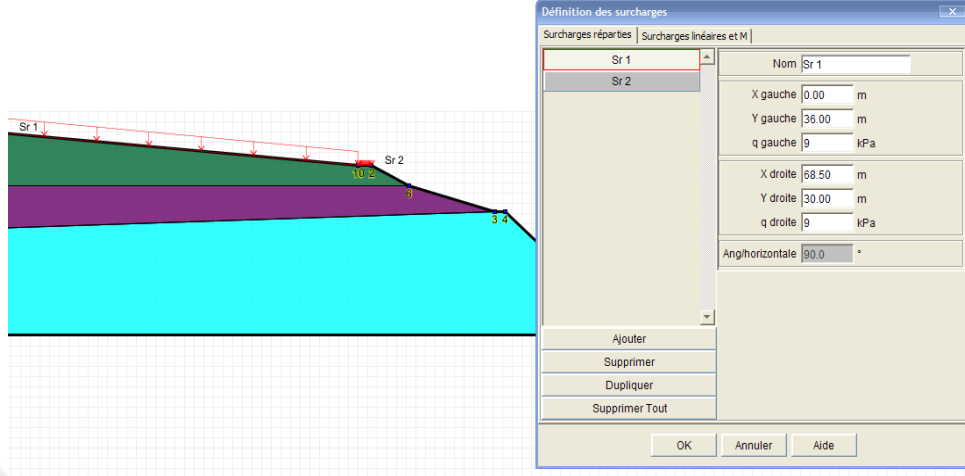 Définition des surcharges
Surcharges réparties Surcharges linéaires et M
Sr 1
Sr 2
Nom Sr 1
X gauche 0.00 m
Y gauche 36.00 m
q gauche 9 kPa
X droite 68.50 m
Y droite 30.00 m
q droite 9 kPa
Ang/horizontale 90.0 °
Ajouter
Supprimer
Dupliquer
Supprimer Tout
OK Annuler Aide
Sr 1
Sr 2
10 2
3 4